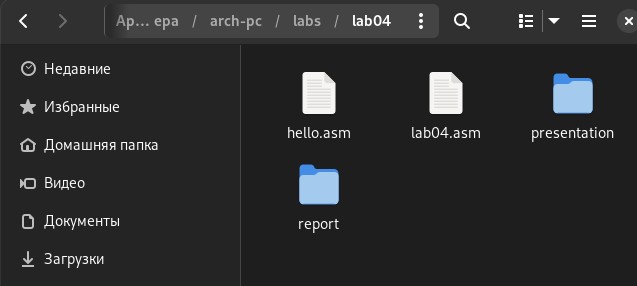 Ар… ера / arch-pc / labs / lab04
Недавние
Избранные
Домашняя папка
Видео
Документы
Загрузки
hello.asm
lab04.asm
presentation
report